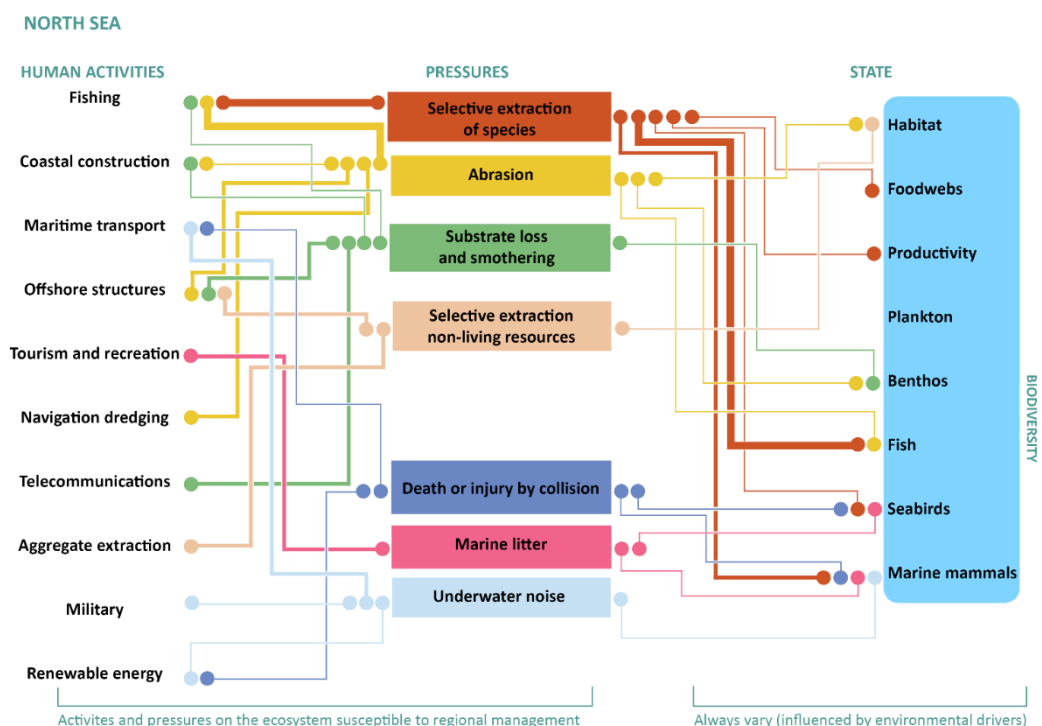 NORTH SEA
HUMAN ACTIVITIES
PRESSURES
STATE
Fishing
Coastal construction
Maritime transport
Offshore structures
Tourism and recreation
Navigation dredging
Telecommunications
Aggregate extraction
Military
Renewable energy
Selective extraction
of species
Abrasion
Substrate loss
and smothering
Selective extraction
non-living resources
Death or injury by collision
Marine litter
Underwater noise
Habitat
Foodwebs
Productivity
Plankton
Benthos
Fish
Seabirds
Marine mammals
BIODIVERSITY
Activites and pressures on the ecosystem susceptible to regional management
Always vary (influenced by environmental drivers)